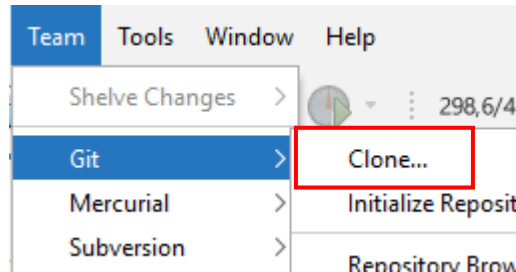 Team Tools Window Help
Shelve Changes
298,6/4
Git
Clone...
Mercurial
Initialize Reposit
Subversion
Repository Brow